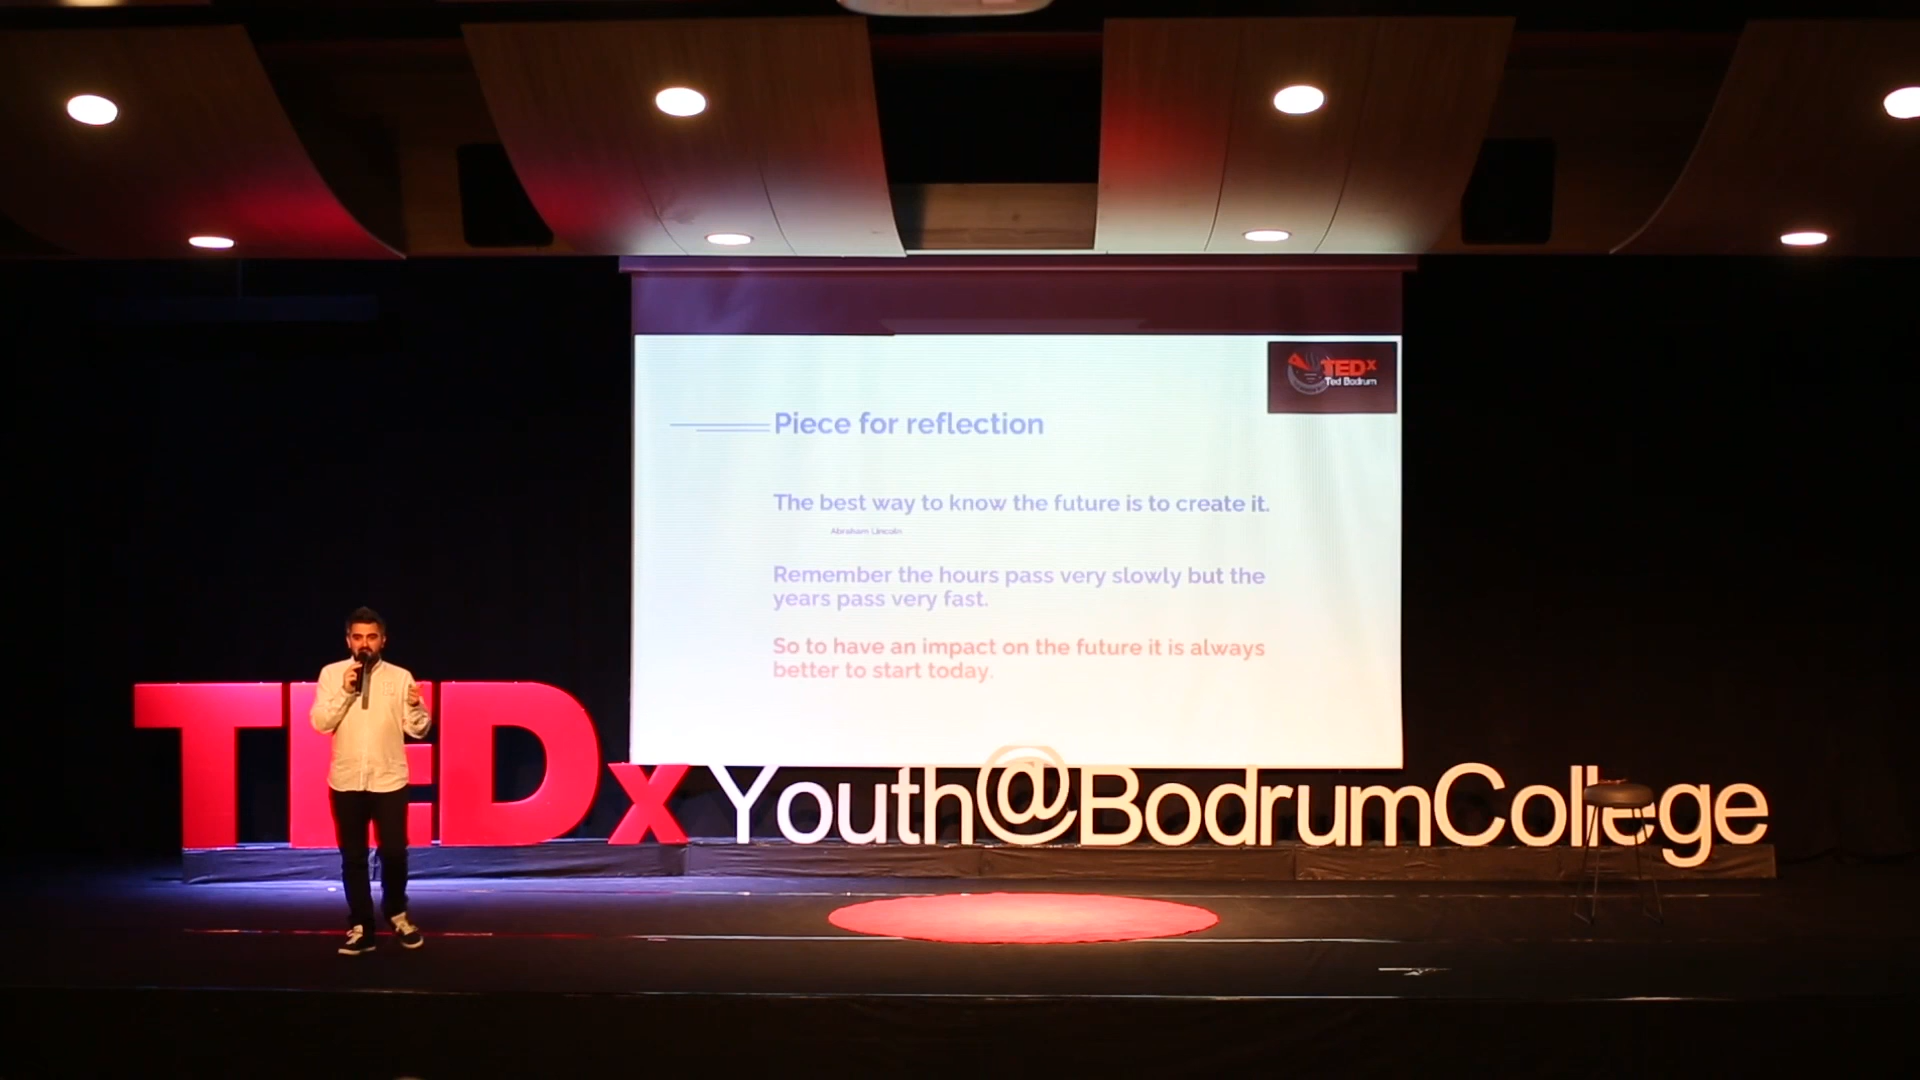 TEDx
Ted Bodrum
Piece for reflection
The best way to know the future is to create it.
Abraham Lincoln
Remember the hours pass very slowly but the
years pass very fast.
So to have an impact on the future it is always
better to start today.
TEDxYouth@BodrumCollege